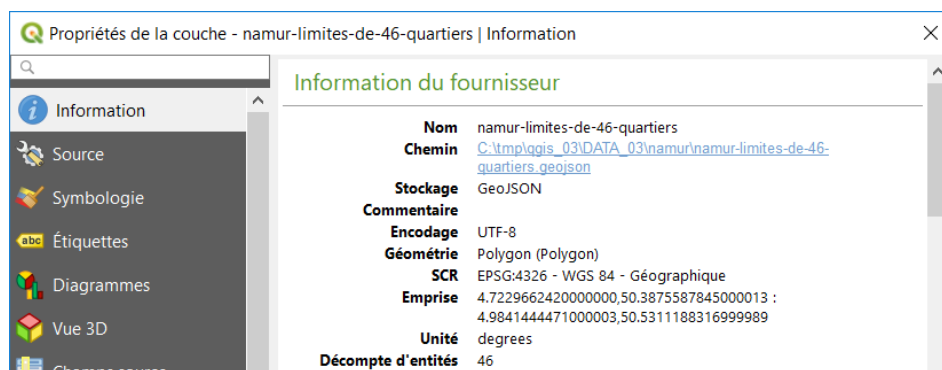 Propriétés de la couche - namur-limites-de-46-quartiers | Information
Information
Source
Symbologie
abc Étiquettes
Diagrammes
Vue 3D
Champs source
Information du fournisseur
Nom namur-limites-de-46-quartiers
Chemin C:\tmp\qgis_03\DATA_03\namur\namur-limites-de-46-
quartiers.geojson
Stockage GeoJSON
Commentaire
Encodage UTF-8
Géométrie Polygon (Polygon)
SCR EPSG:4326 - WGS 84 - Géographique
Emprise 4.7229662420000000,50.3875587845000013 :
4.9841444471000003,50.5311188316999989
Unité degrees
Décompte d'entités 46